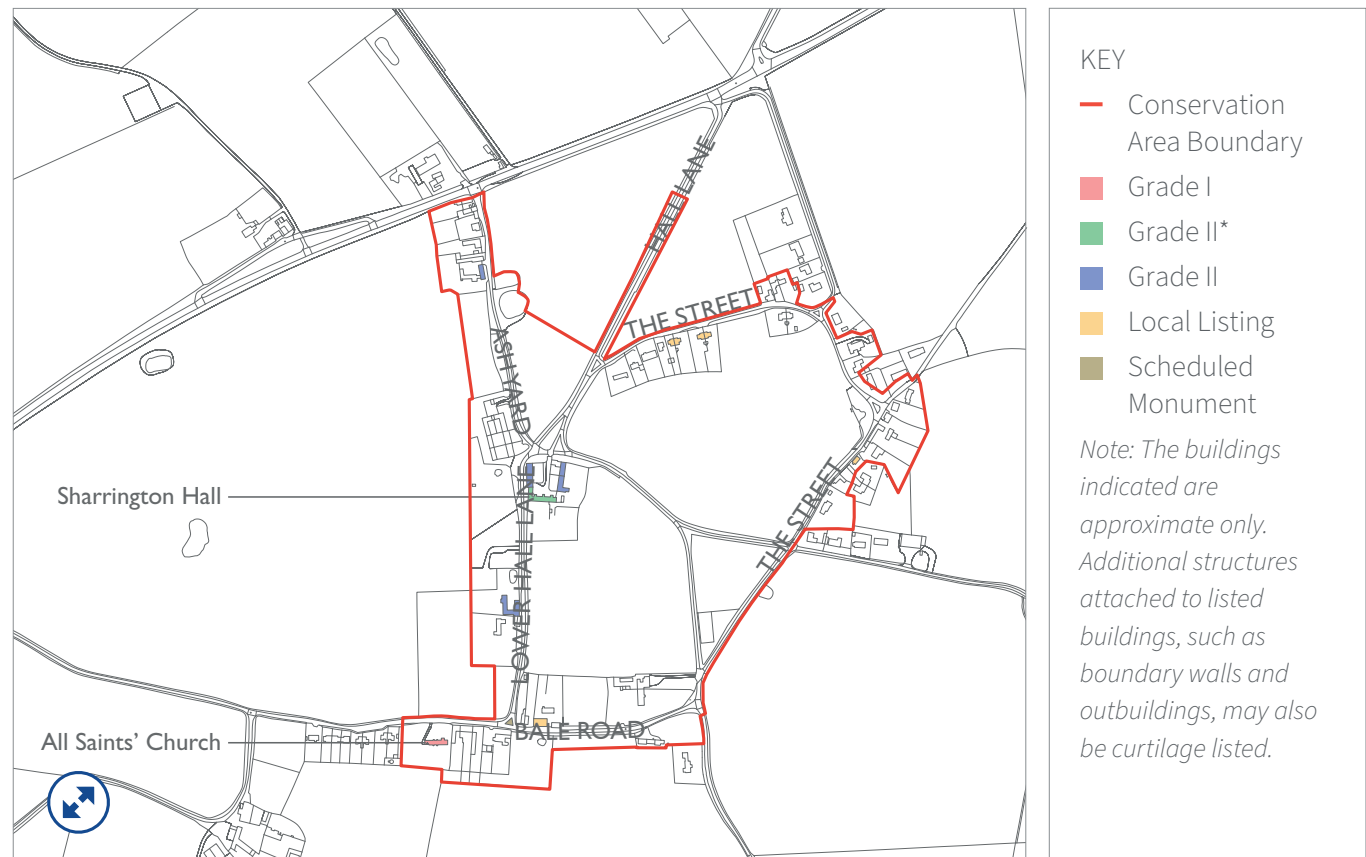 HALL LANE
THE STREET
ASH YARD
Sharrington Hall
LOWER HALL LANE
THE STREET
BALE ROAD
All Saints' Church
KEY
Conservation
Area Boundary
Grade I
Grade II*
Grade II
Local Listing
Scheduled
Monument
Note: The buildings
indicated are
approximate only.
Additional structures
attached to listed
buildings, such as
boundary walls and
outbuildings, may also
be curtilage listed.